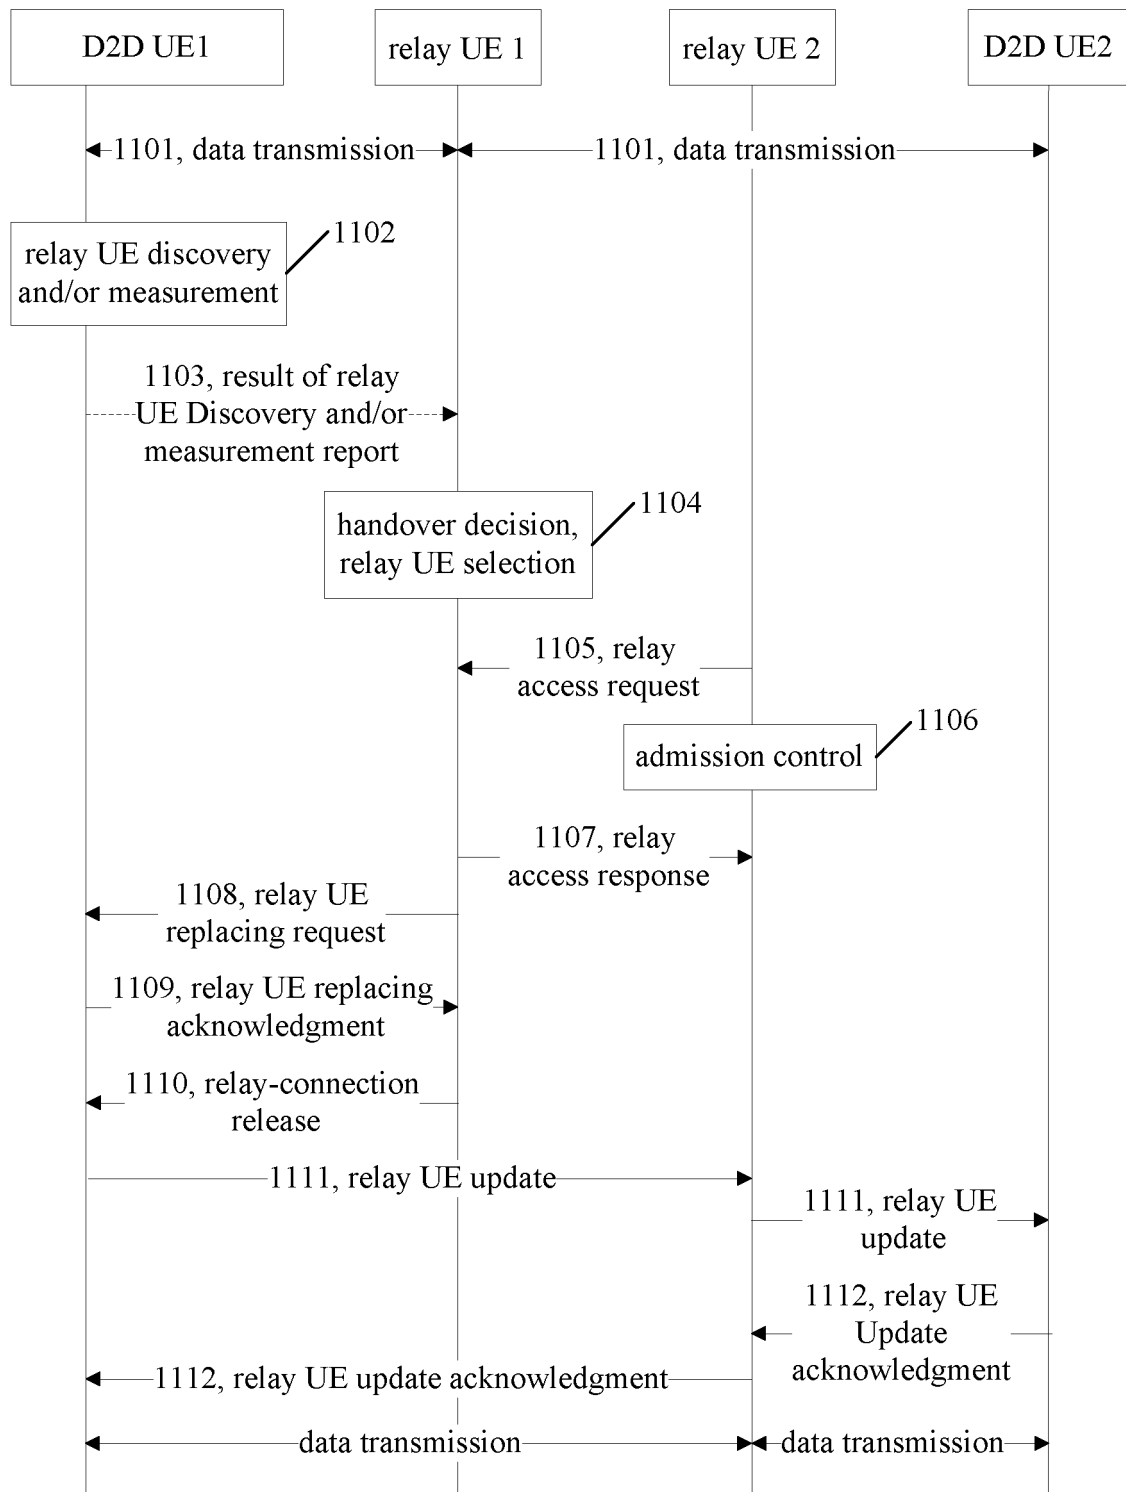 D2D UE1
relay UE 1
relay UE 2
D2D UE2
1101, data transmission
1101, data transmission
1102
relay UE discovery
and/or measurement
1103, result of relay
UE Discovery and/or
measurement report
1104
handover decision,
relay UE selection
1105, relay
access request
1106
admission control
1107, relay
access response
1108, relay UE
replacing request
1109, relay UE replacing
acknowledgment
1110, relay-connection
release
1111, relay UE update
1111, relay UE
update
1112, relay UE
Update
acknowledgment
1112, relay UE update acknowledgment
data transmission
data transmission